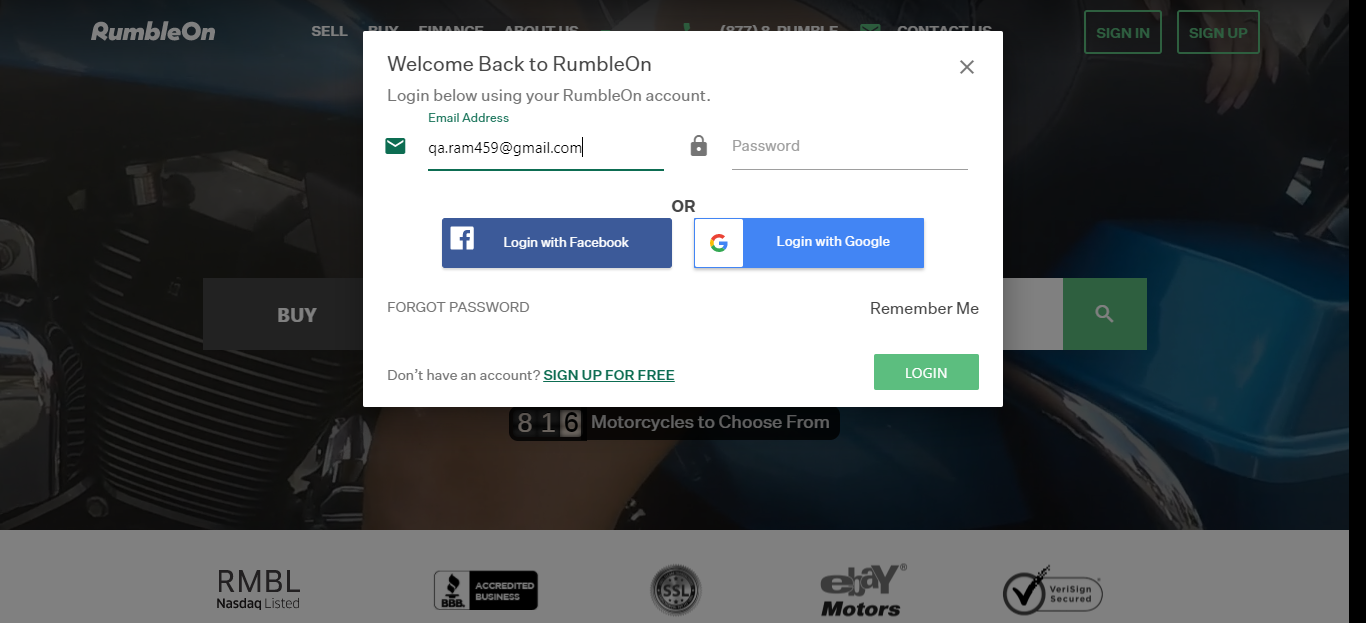 RumbleOn SELL BUY FINANCE ABOUT US (877) 8-RUMBLE CONTACT US SIGN IN SIGN UP
Welcome Back to RumbleOn
Login below using your RumbleOn account.
Email Address
qa.ram459@gmail.com Password
OR
Login with Facebook Login with Google
FORGOT PASSWORD Remember Me
BUY
Don't have an account? SIGN UP FOR FREE LOGIN
816 Motorcycles to Choose From
RMBL
Nasdaq Listed
BBB. ACCREDITED
BUSINESS
SSL
ebay®
Motors
VeriSign
Secured